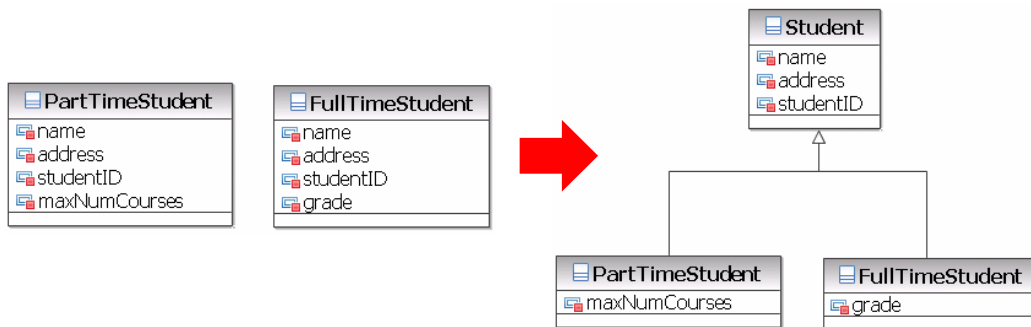 PartTimeStudent
name
address
studentID
maxNumCourses
FullTimeStudent
name
address
studentID
grade
Student
name
address
studentID
PartTimeStudent
maxNumCourses
FullTimeStudent
grade